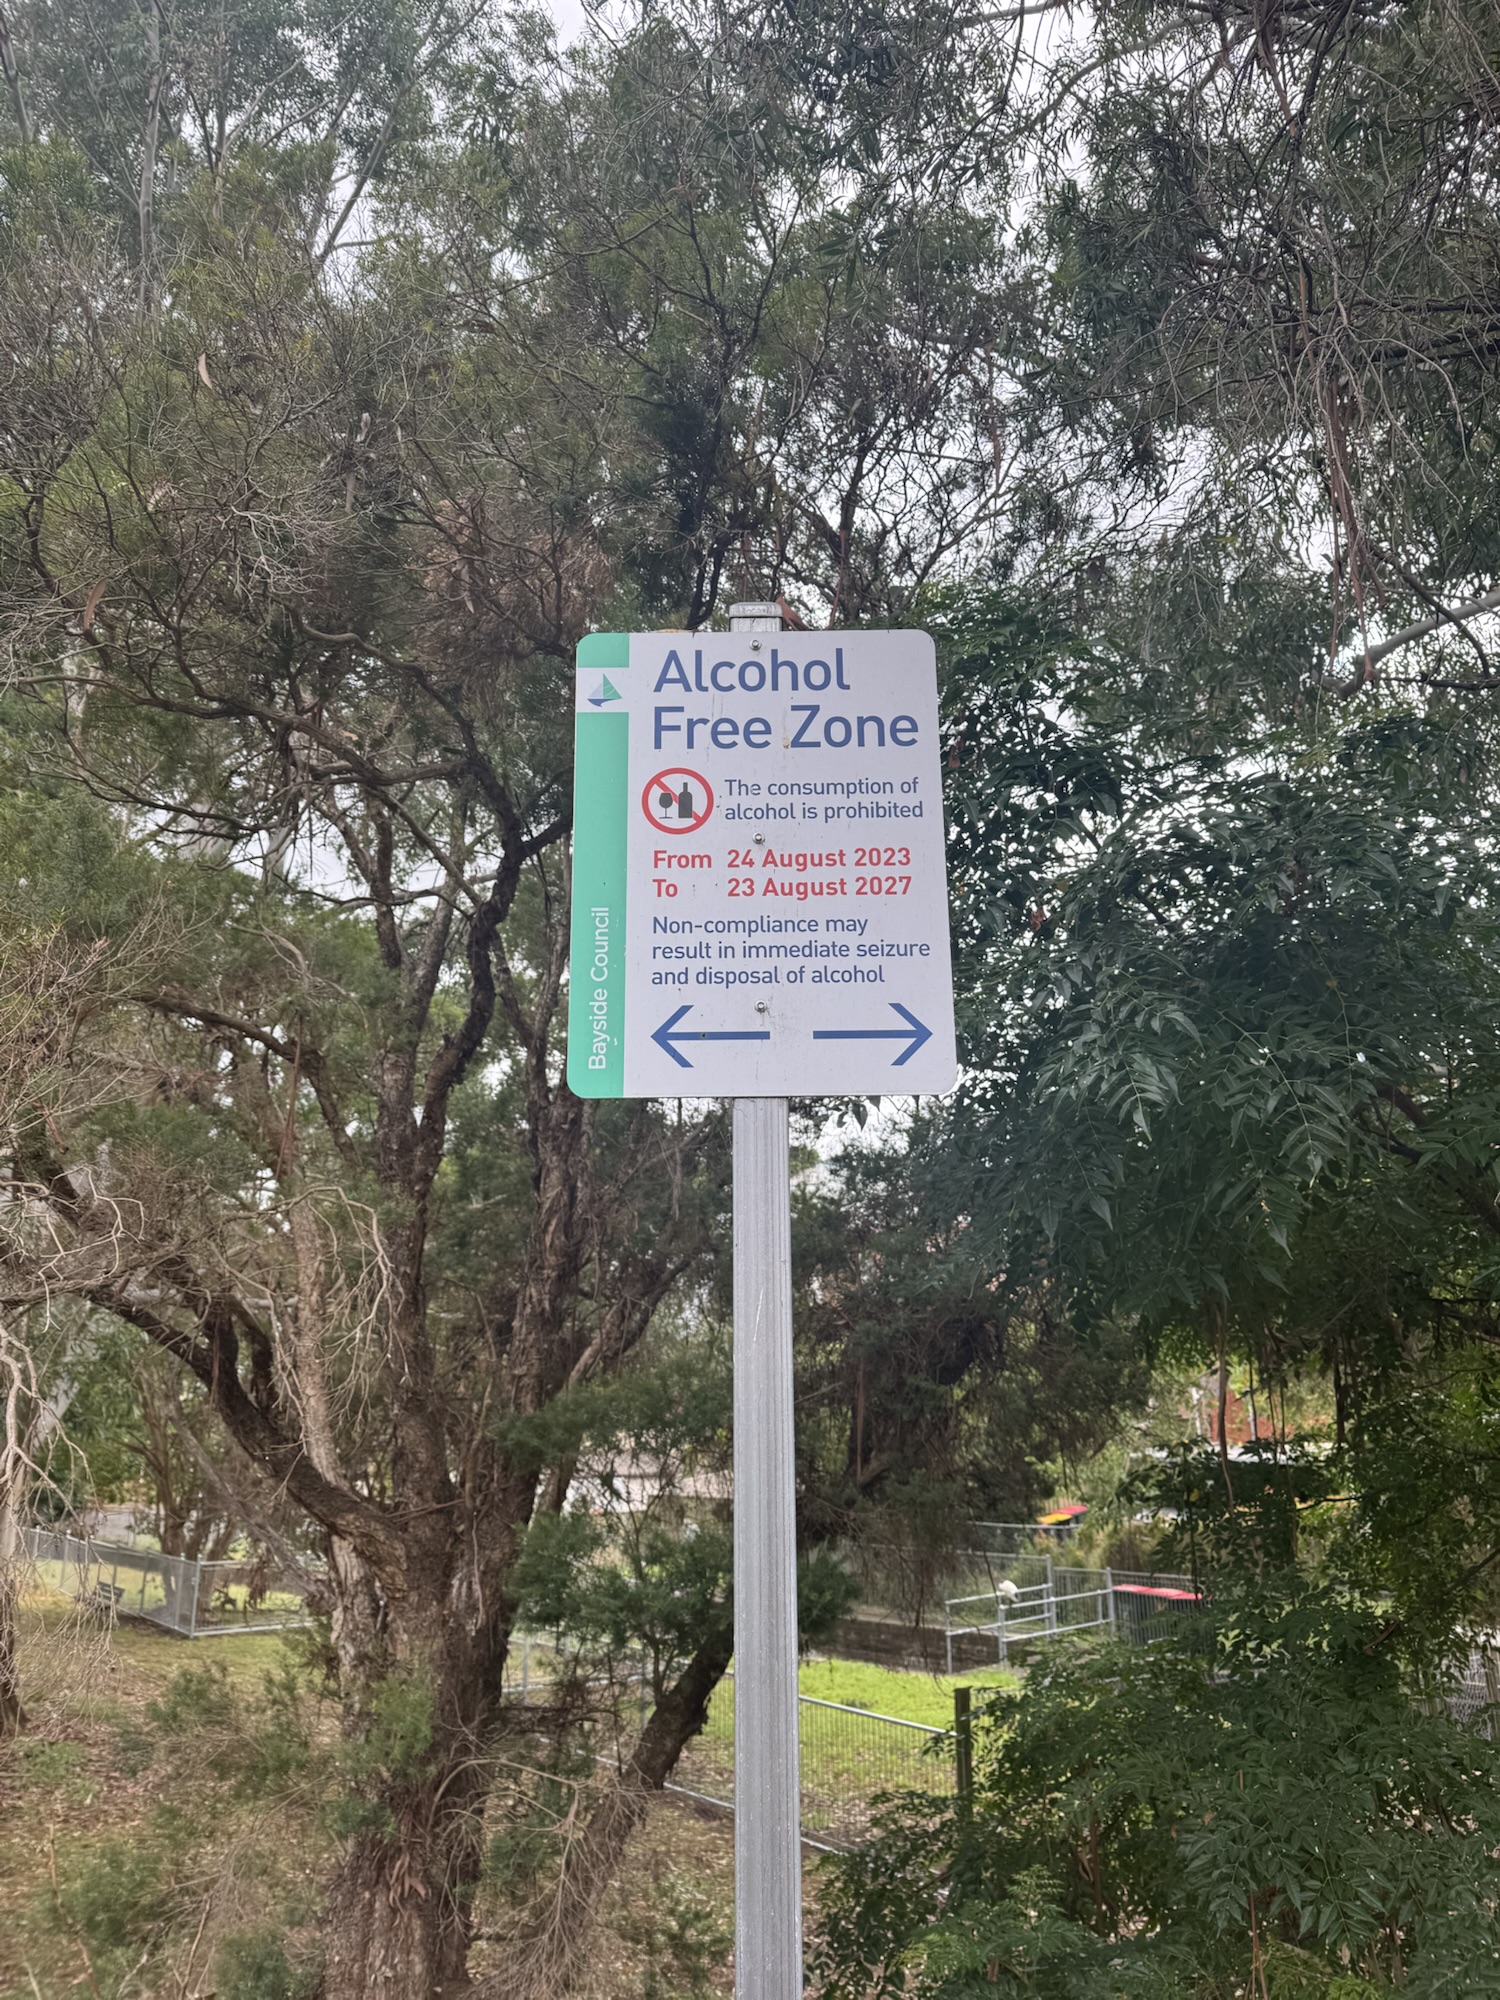 Alcohol
Free Zone
The consumption of
alcohol is prohibited
From 24 August 2023
To 23 August 2027
Non-compliance may
result in immediate seizure
and disposal of alcohol
Bayside Council